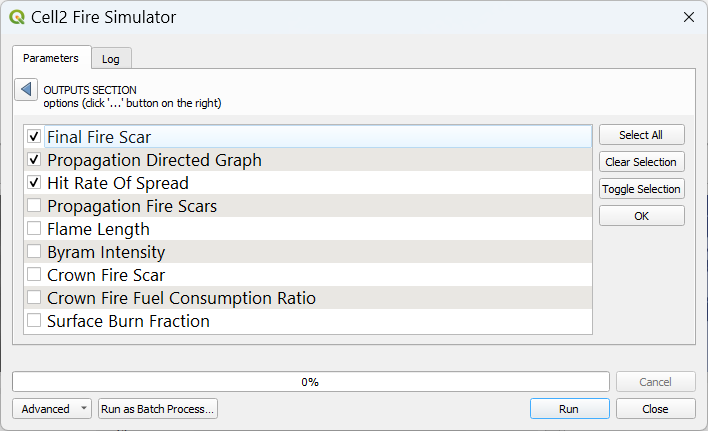 Cell2 Fire Simulator
Parameters
Log
OUTPUTS SECTION
options (click '...' button on the right)
Final Fire Scar
Propagation Directed Graph
Hit Rate Of Spread
Propagation Fire Scars
Flame Length
Byram Intensity
Crown Fire Scar
Crown Fire Fuel Consumption Ratio
Surface Burn Fraction
Select All
Clear Selection
Toggle Selection
OK
0%
Cancel
Advanced
Run as Batch Process...
Run
Close